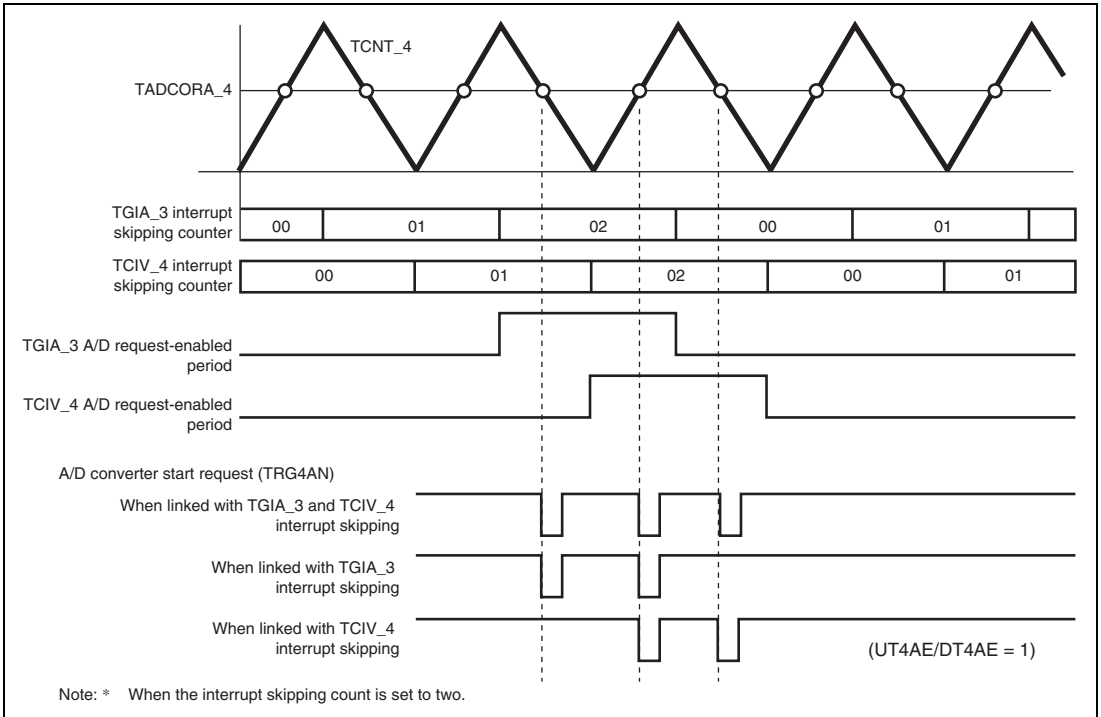 TCNT_4
TADCORA_4
TGIA_3 interrupt
skipping counter
00 01 02 00 01
TCIV_4 interrupt
skipping counter
00 01 02 00 01
TGIA_3 A/D request-enabled
period
TCIV_4 A/D request-enabled
period
A/D converter start request (TRG4AN)
When linked with TGIA_3 and TCIV_4
interrupt skipping
When linked with TGIA_3
interrupt skipping
When linked with TCIV_4
interrupt skipping
(UT4AE/DT4AE = 1)
Note: * When the interrupt skipping count is set to two.